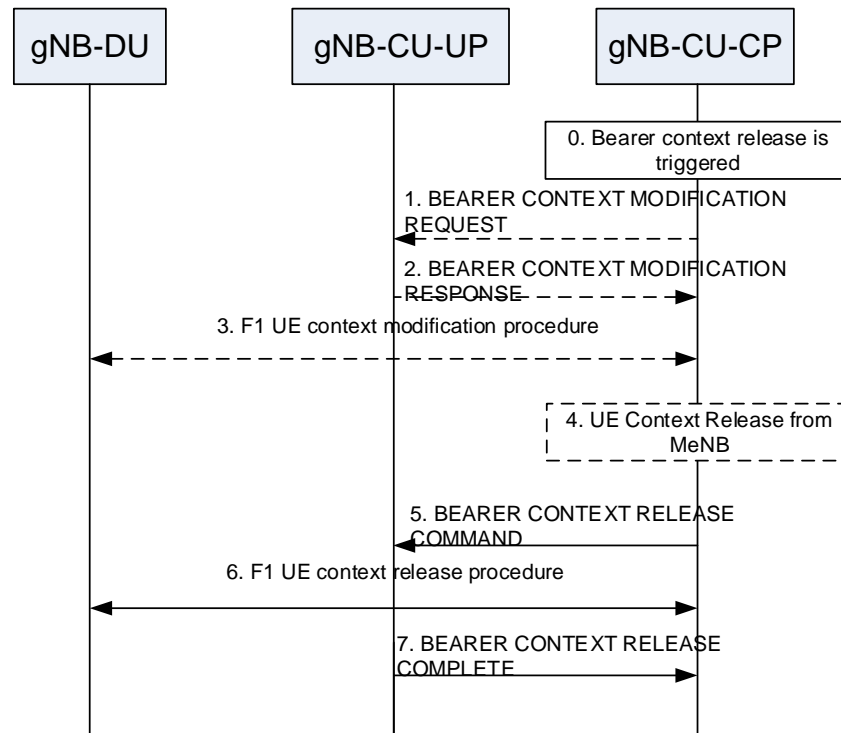 gNB-DU
gNB-CU-UP
gNB-CU-CP
0. Bearer context release is
triggered
1. BEARER CONTEXT MODIFICATION
REQUEST
2. BEARER CONTEXT MODIFICATION
RESPONSE
3. F1 UE context modification procedure
4. UE Context Release from
MeNB
5. BEARER CONTEXT RELEASE
COMMAND
6. F1 UE context release procedure
7. BEARER CONTEXT RELEASE
COMPLETE